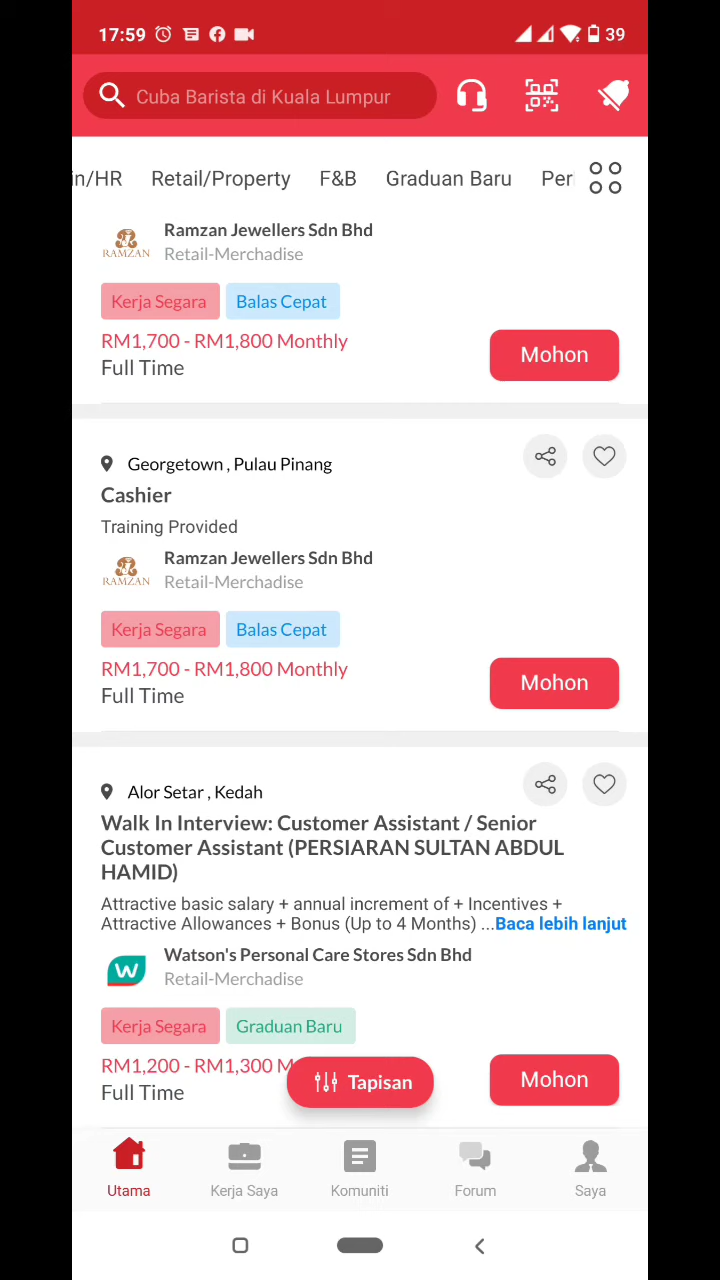 17:59
39
Cuba Barista di Kuala Lumpur
in/HR Retail/Property F&B Graduan Baru Per
Ramzan Jewellers Sdn Bhd
RAMZAN
Retail-Merchadise
Kerja Segara Balas Cepat
RM1,700 - RM1,800 Monthly
Full Time
Mohon
Georgetown , Pulau Pinang
Cashier
Training Provided
Ramzan Jewellers Sdn Bhd
RAMZAN
Retail-Merchadise
Kerja Segara Balas Cepat
RM1,700 - RM1,800 Monthly
Full Time
Mohon
Alor Setar , Kedah
Walk In Interview: Customer Assistant / Senior
Customer Assistant (PERSIARAN SULTAN ABDUL
HAMID)
Attractive basic salary + annual increment of + Incentives +
Attractive Allowances + Bonus (Up to 4 Months) ...Baca lebih lanjut
W
Watson's Personal Care Stores Sdn Bhd
Retail-Merchadise
Kerja Segara Graduan Baru
RM1,200 - RM1,300 M
Full Time
Tapisan
Mohon
Utama Kerja Saya Komuniti Forum Saya